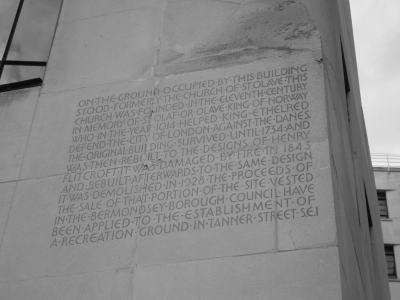 ON·THE·GROUND·OCCUPIED·BY·THIS·BUILDING
STOOD·FORMERLY·THE·CHURCH·OF·ST·OLAVE·THIS
CHURCH·WAS·FOUNDED·IN·THE·ELEVENTH·CENTURY
IN·MEMORY·OF·ST·OLAF·OR·OLAVE·KING·OF·NORWAY
WHO·IN·THE·YEAR·1014·HELPED·KING·ETHELRED
DEFEND·THE·CITY·OF·LONDON·AGAINST·THE·DANES.
THE·ORIGINAL·BUILDING·SURVIVED·UNTIL·1734·AND
WAS·THEN·REBUILT·TO·THE·DESIGNS·OF·HENRY
FLITCROFT·IT·WAS·DAMAGED·BY·FIRE·IN·1843
AND·REBUILT·AFTERWARDS·TO·THE·SAME·DESIGN
IT·WAS·DEMOLISHED·IN·1928·THE·PROCEEDS·OF
THE·SALE·OF·THAT·PORTION·OF·THE·SITE·VESTED
IN·THE·BERMONDSEY·BOROUGH·COUNCIL·HAVE
BEEN·APPLIED·TO·THE·ESTABLISHMENT·OF
A·RECREATION·GROUND·IN·TANNER·STREET·S.E.1